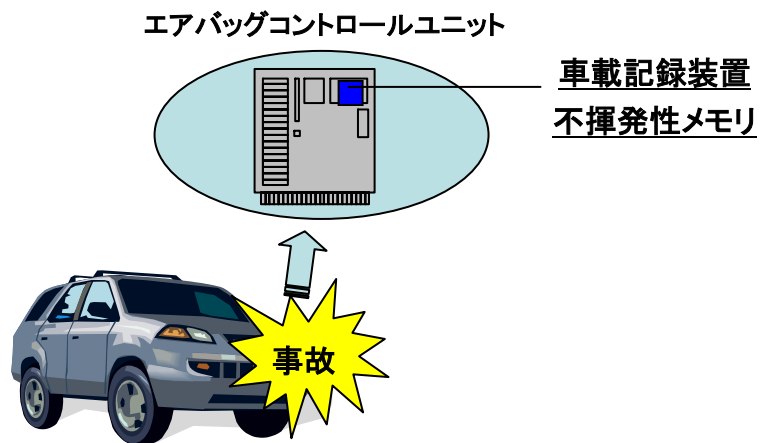 エアバッグコントロールユニット
車載記録装置
不揮発性メモリ
事故